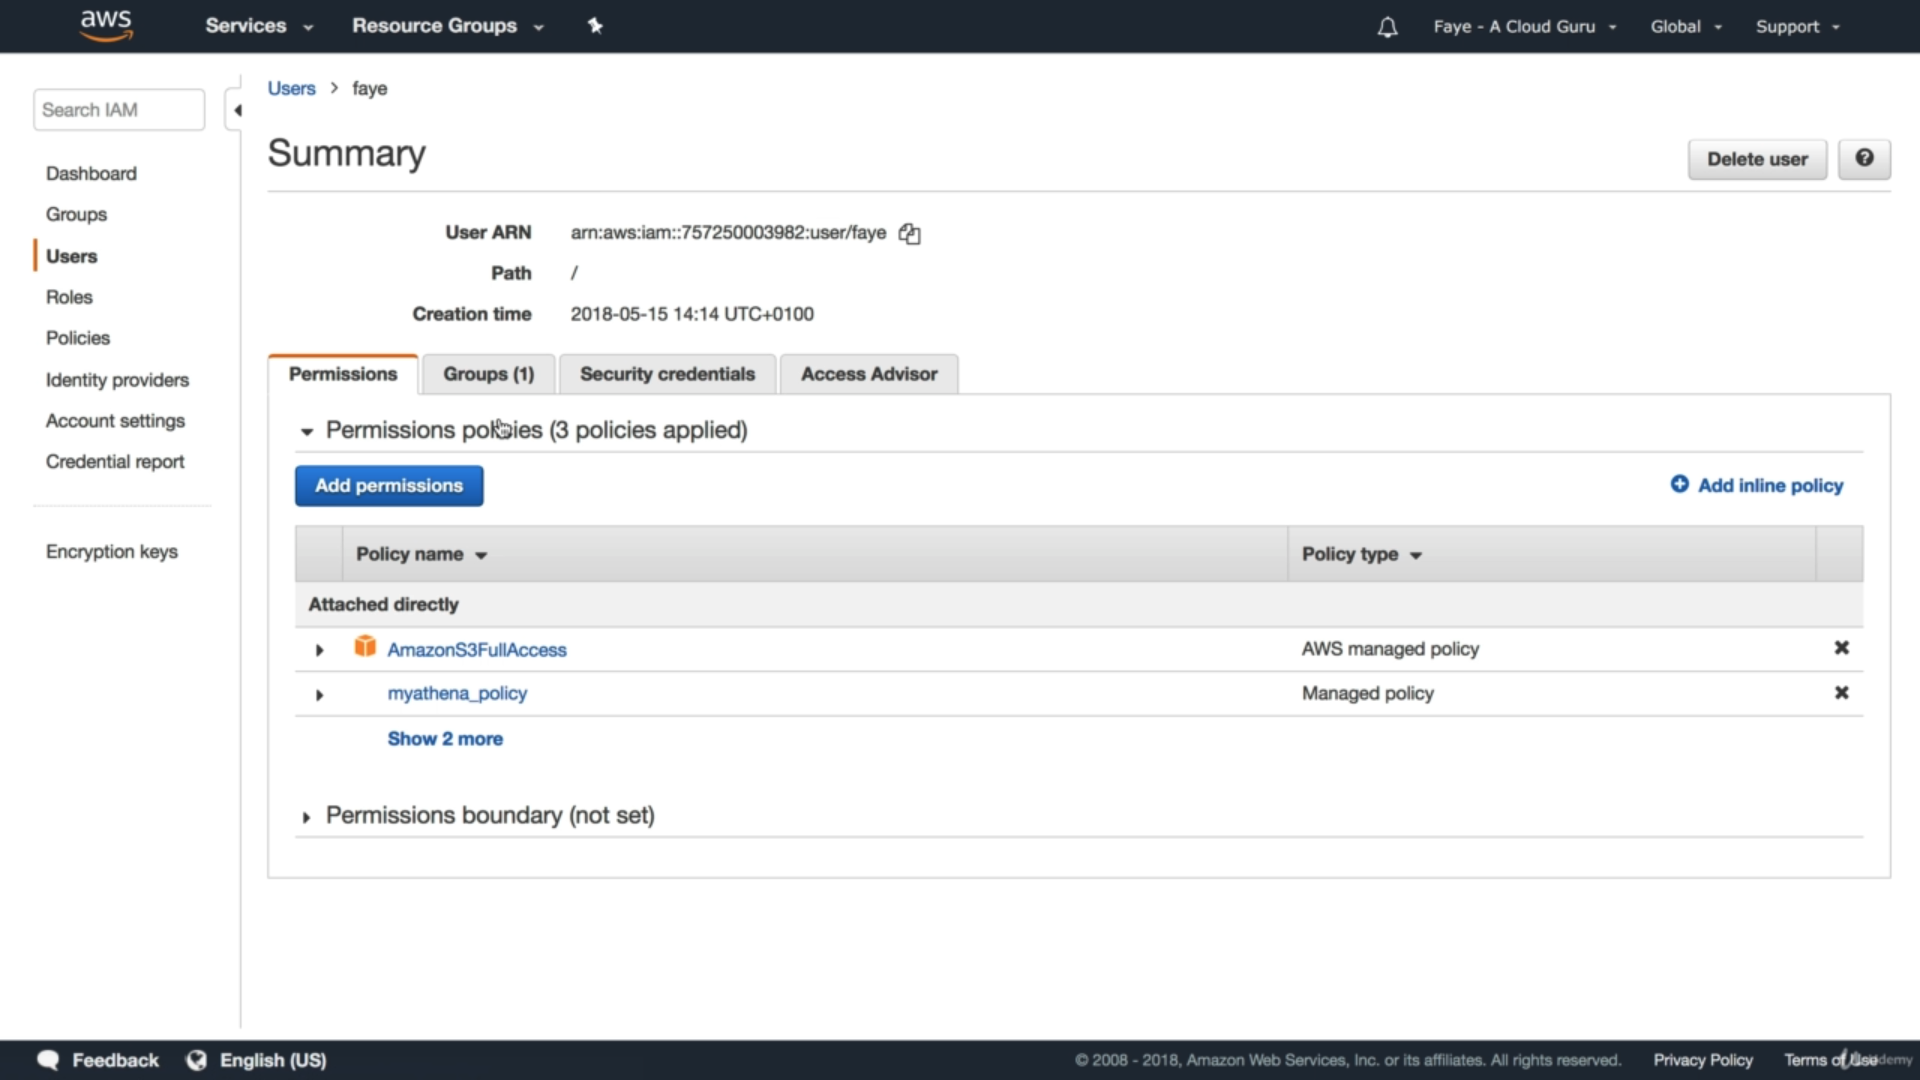 aws Services Resource Groups Faye - A Cloud Guru Global Support
Search IAM
Dashboard
Groups
Users
Roles
Policies
Identity providers
Account settings
Credential report
Encryption keys
Users > faye
Summary
Delete user
User ARN arn:aws:iam::757250003982:user/faye
Path /
Creation time 2018-05-15 14:14 UTC+0100
Permissions Groups (1) Security credentials Access Advisor
Permissions policies (3 policies applied)
Add permissions Add inline policy
Policy name Policy type
Attached directly
AmazonS3FullAccess AWS managed policy
myathena_policy Managed policy
Show 2 more
Permissions boundary (not set)
Feedback English (US) © 2008 - 2018, Amazon Web Services, Inc. or its affiliates. All rights reserved. Privacy Policy Terms of Use